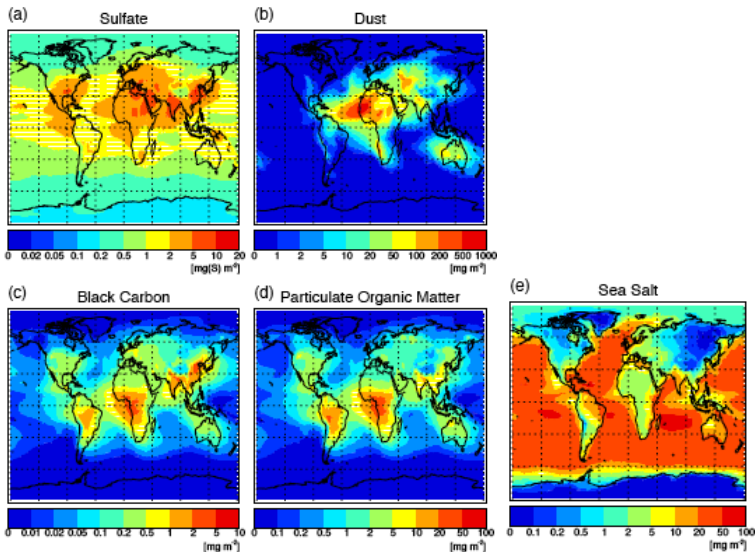 (a) Sulfate
(b) Dust
0 0.02 0.05 0.1 0.2 0.5 1 2 5 10 20
[mg(S) m⁻²]
0 1 2 5 10 20 50 100 200 500 1000
[mg m⁻²]
(c) Black Carbon
(d) Particulate Organic Matter
(e) Sea Salt
0 0.01 0.02 0.05 0.1 0.2 0.5 1 2 5 10
[mg m⁻²]
0 0.1 0.2 0.5 1 2 5 10 20 50 100
[mg m⁻²]
0 0.1 0.2 0.5 1 2 5 10 20 50 100
[mg m⁻²]